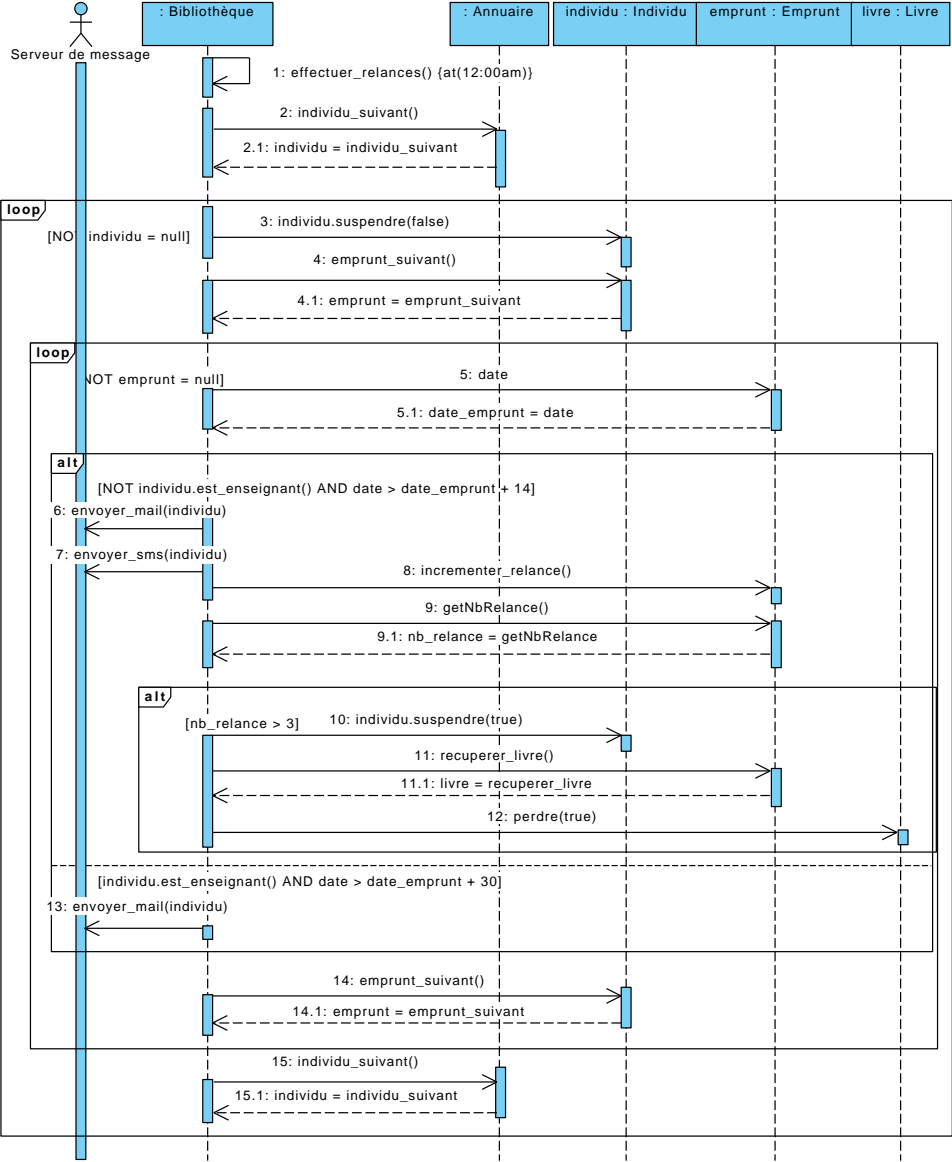 : Bibliothèque
: Annuaire
individu : Individu
emprunt : Emprunt
livre : Livre
Serveur de message
1: effectuer_relances() {at(12:00am)}
2: individu_suivant()
2.1: individu = individu_suivant
loop
[NO individu = null]
3: individu.suspendre(false)
4: emprunt_suivant()
4.1: emprunt = emprunt_suivant
loop
NOT emprunt = null]
5: date
5.1: date_emprunt = date
alt
[NOT individu.est_enseignant() AND date > date_emprunt + 14]
6: envoyer_mail(individu)
7: envoyer_sms(individu)
8: incrementer_relance()
9: getNbRelance()
9.1: nb_relance = getNbRelance
alt
[nb_relance > 3]
10: individu.suspendre(true)
11: recuperer_livre()
11.1: livre = recuperer_livre
12: perdre(true)
[individu.est_enseignant() AND date > date_emprunt + 30]
13: envoyer_mail(individu)
14: emprunt_suivant()
14.1: emprunt = emprunt_suivant
15: individu_suivant()
15.1: individu = individu_suivant